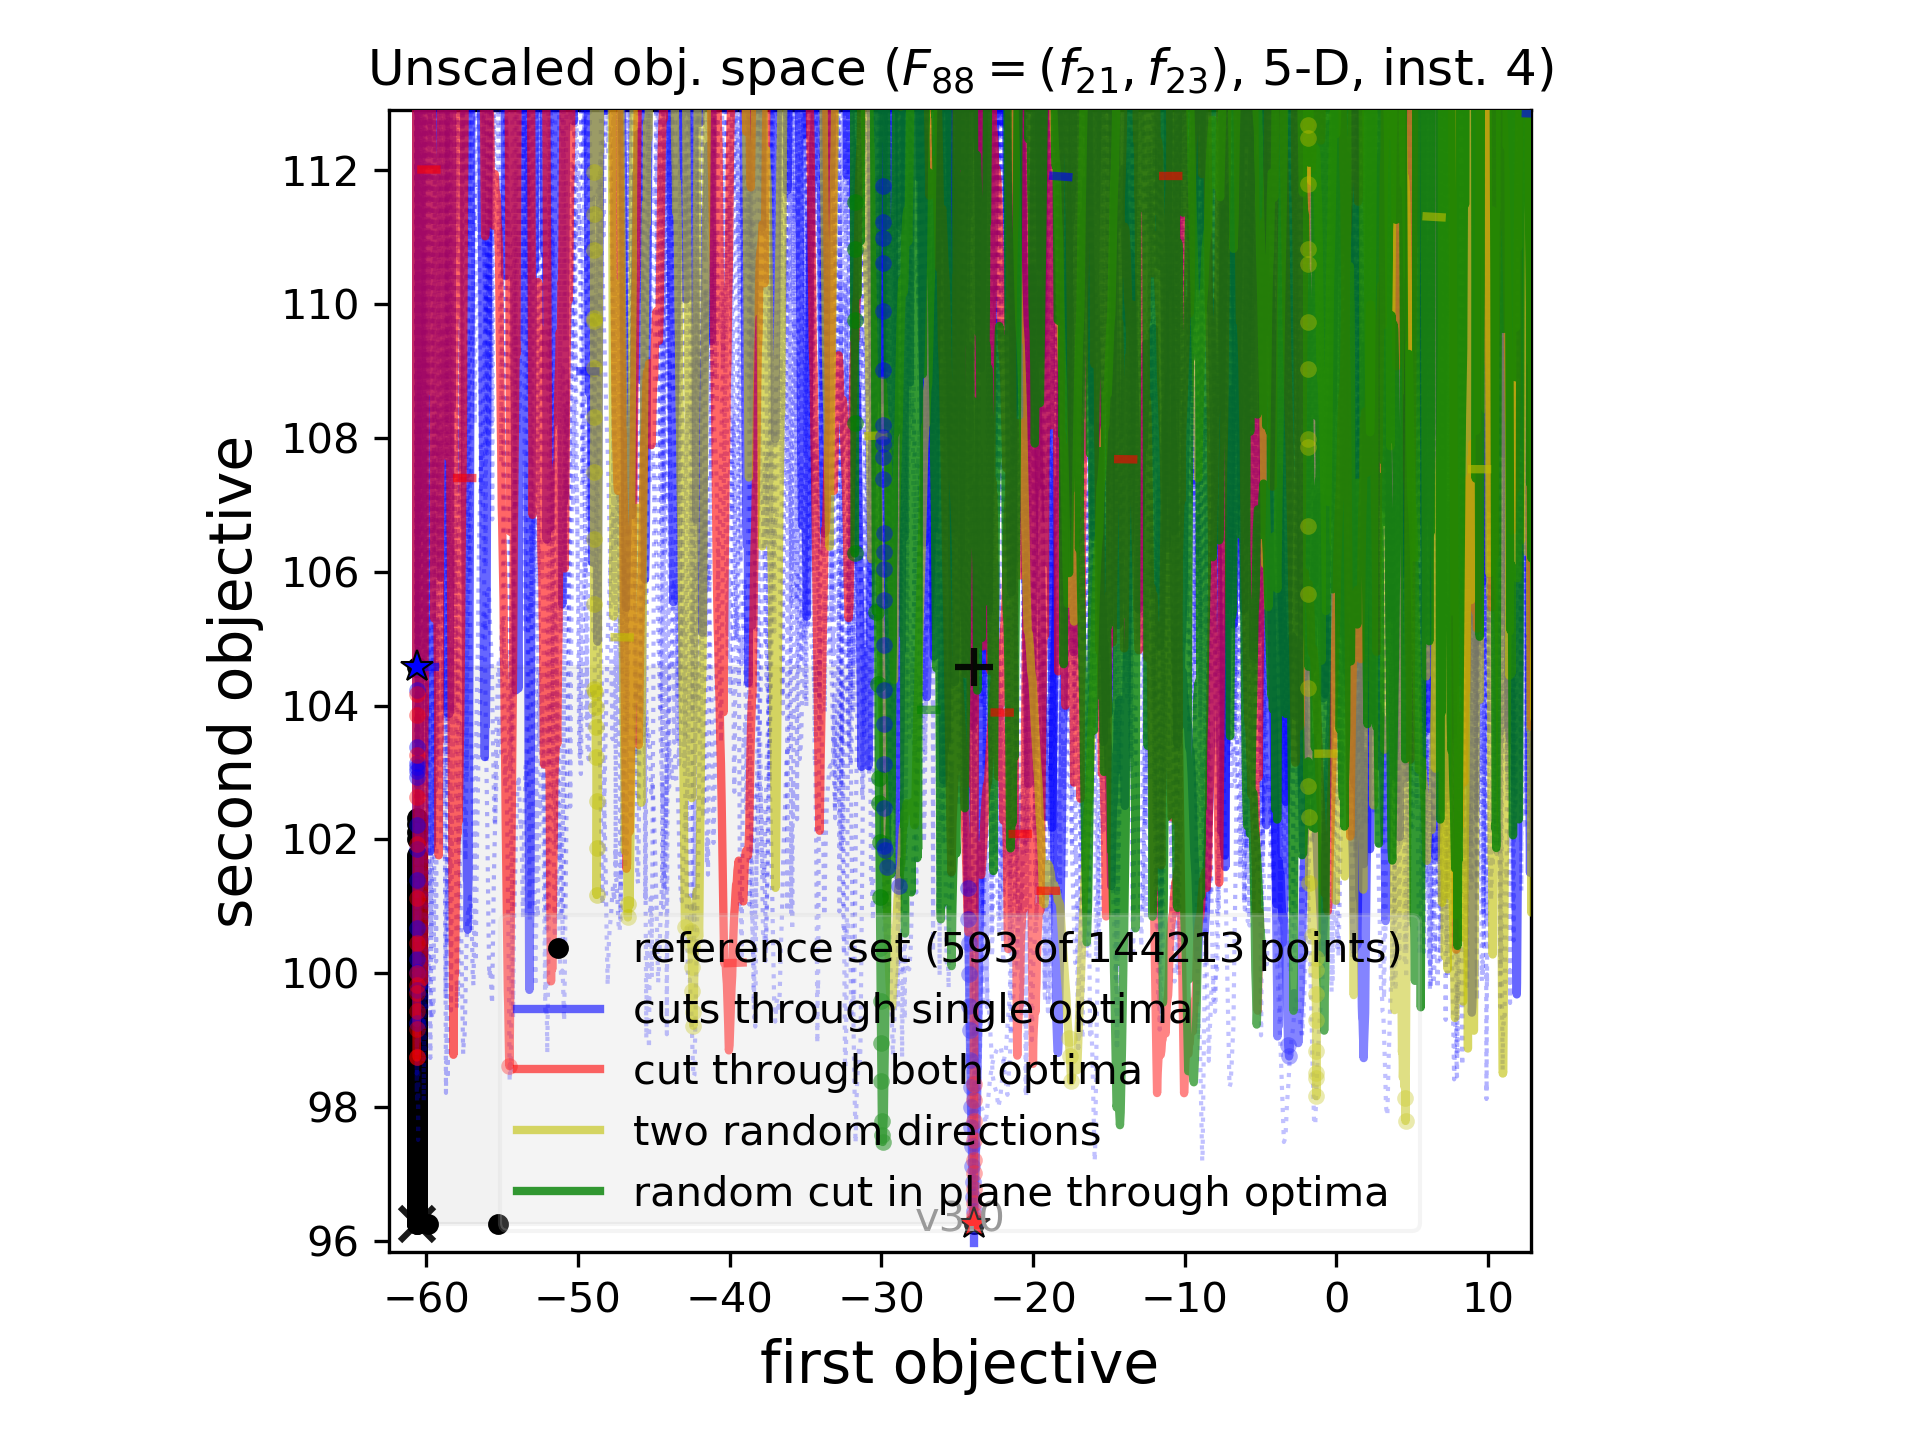 Unscaled obj. space (F₈₈ = (f₂₁, f₂₃), 5-D, inst. 4)
112
110
108
106
104
102
100
98
96
second objective
reference set (593 of 144213 points)
cuts through single optima
cut through both optima
two random directions
random cut in plane through optima
v3.0
−60 −50 −40 −30 −20 −10 0 10
first objective